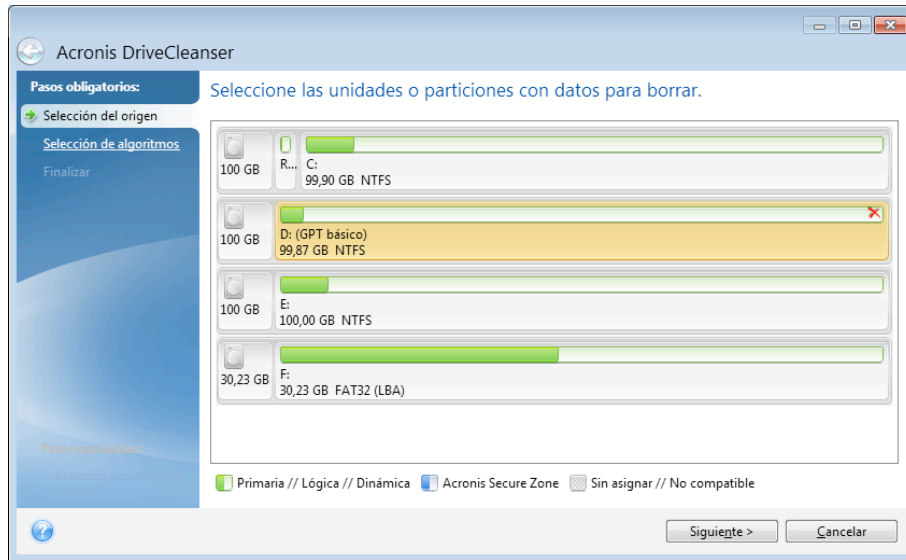 Acronis DriveCleanser
Pasos obligatorios:
Selección del origen
Selección de algoritmos
Finalizar
Seleccione las unidades o particiones con datos para borrar.
100 GB
R...
C:
99,90 GB NTFS
100 GB
D: (GPT básico)
99,87 GB NTFS
100 GB
E:
100,00 GB NTFS
30,23 GB
F:
30,23 GB FAT32 (LBA)
Primaria // Lógica // Dinámica
Acronis Secure Zone
Sin asignar // No compatible
?
Siguiente >
Cancelar